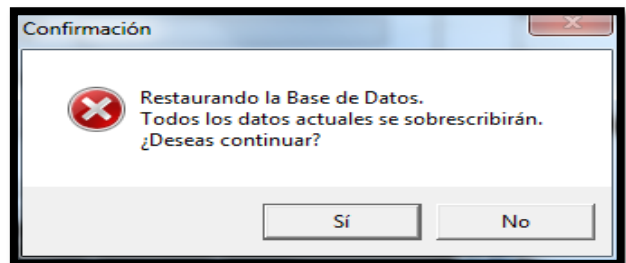 Confirmación
Restaurando la Base de Datos.
Todos los datos actuales se sobrescribirán.
¿Deseas continuar?
Sí
No